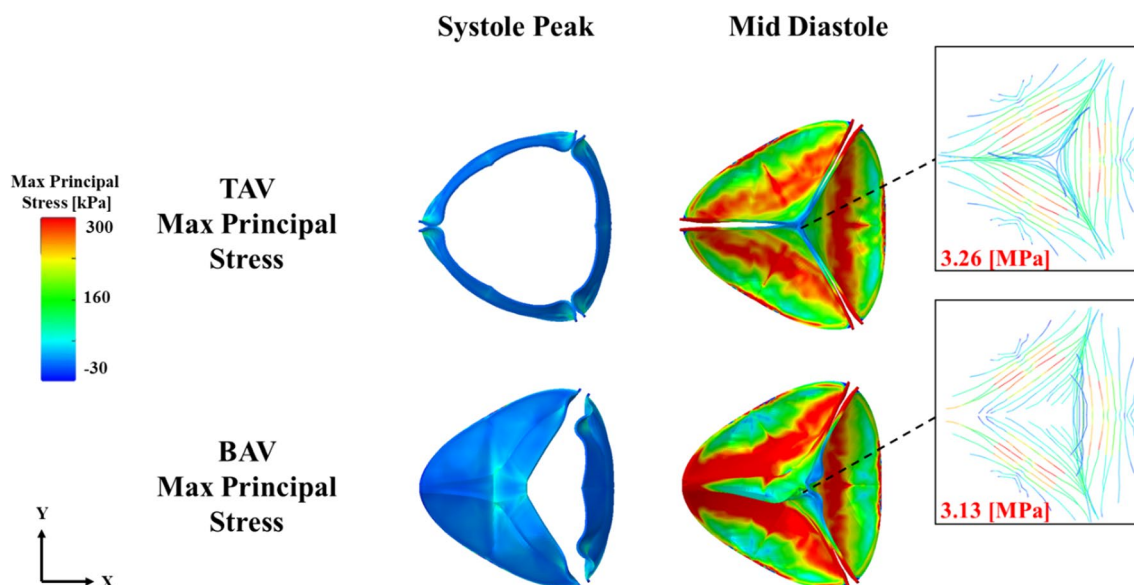 Systole Peak
Mid Diastole
Max Principal
Stress [kPa]
300
160
-30
TAV
Max Principal
Stress
3.26 [MPa]
BAV
Max Principal
Stress
3.13 [MPa]
Y
X